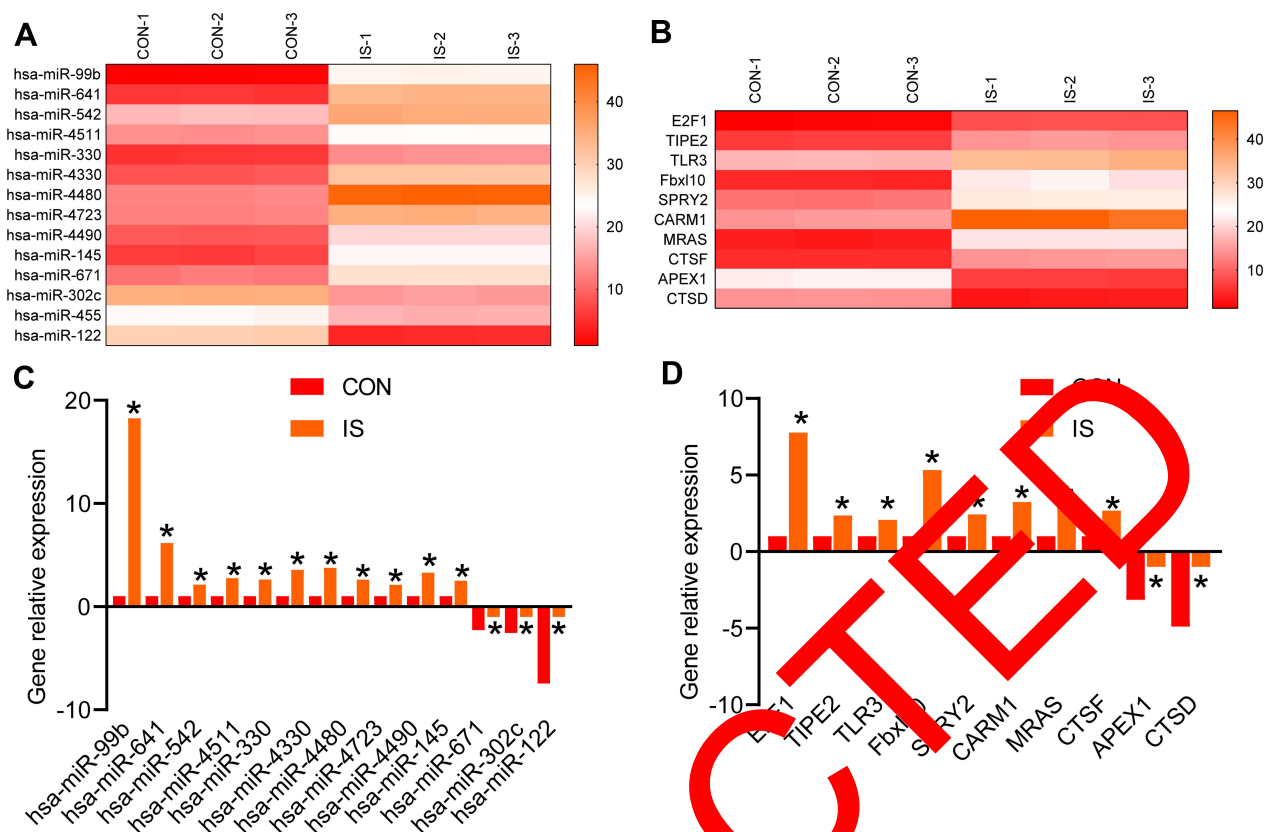 A
CON-1
CON-2
CON-3
IS-1
IS-2
IS-3
hsa-miR-99b
hsa-miR-641
hsa-miR-542
hsa-miR-4511
hsa-miR-330
hsa-miR-4330
hsa-miR-4480
hsa-miR-4723
hsa-miR-4490
hsa-miR-145
hsa-miR-671
hsa-miR-302c
hsa-miR-455
hsa-miR-122
40
30
20
10
B
CON-1
CON-2
CON-3
IS-1
IS-2
IS-3
E2F1
TIPE2
TLR3
Fbxl10
SPRY2
CARM1
MRAS
CTSF
APEX1
CTSD
40
30
20
10
C
CON
IS
Gene relative expression
20
10
0
-10
* * * * * * * * * * * * * *
hsa-miR-99b
hsa-miR-641
hsa-miR-542
hsa-miR-4511
hsa-miR-330
hsa-miR-4330
hsa-miR-4480
hsa-miR-4723
hsa-miR-4490
hsa-miR-145
hsa-miR-671
hsa-miR-302c
hsa-miR-122
D
IS
Gene relative expression
10
5
0
-5
-10
* * * * * * * * *
TIPE2
TLR3
CARM1
MRAS
CTSF
APEX1
CTSD
CTED